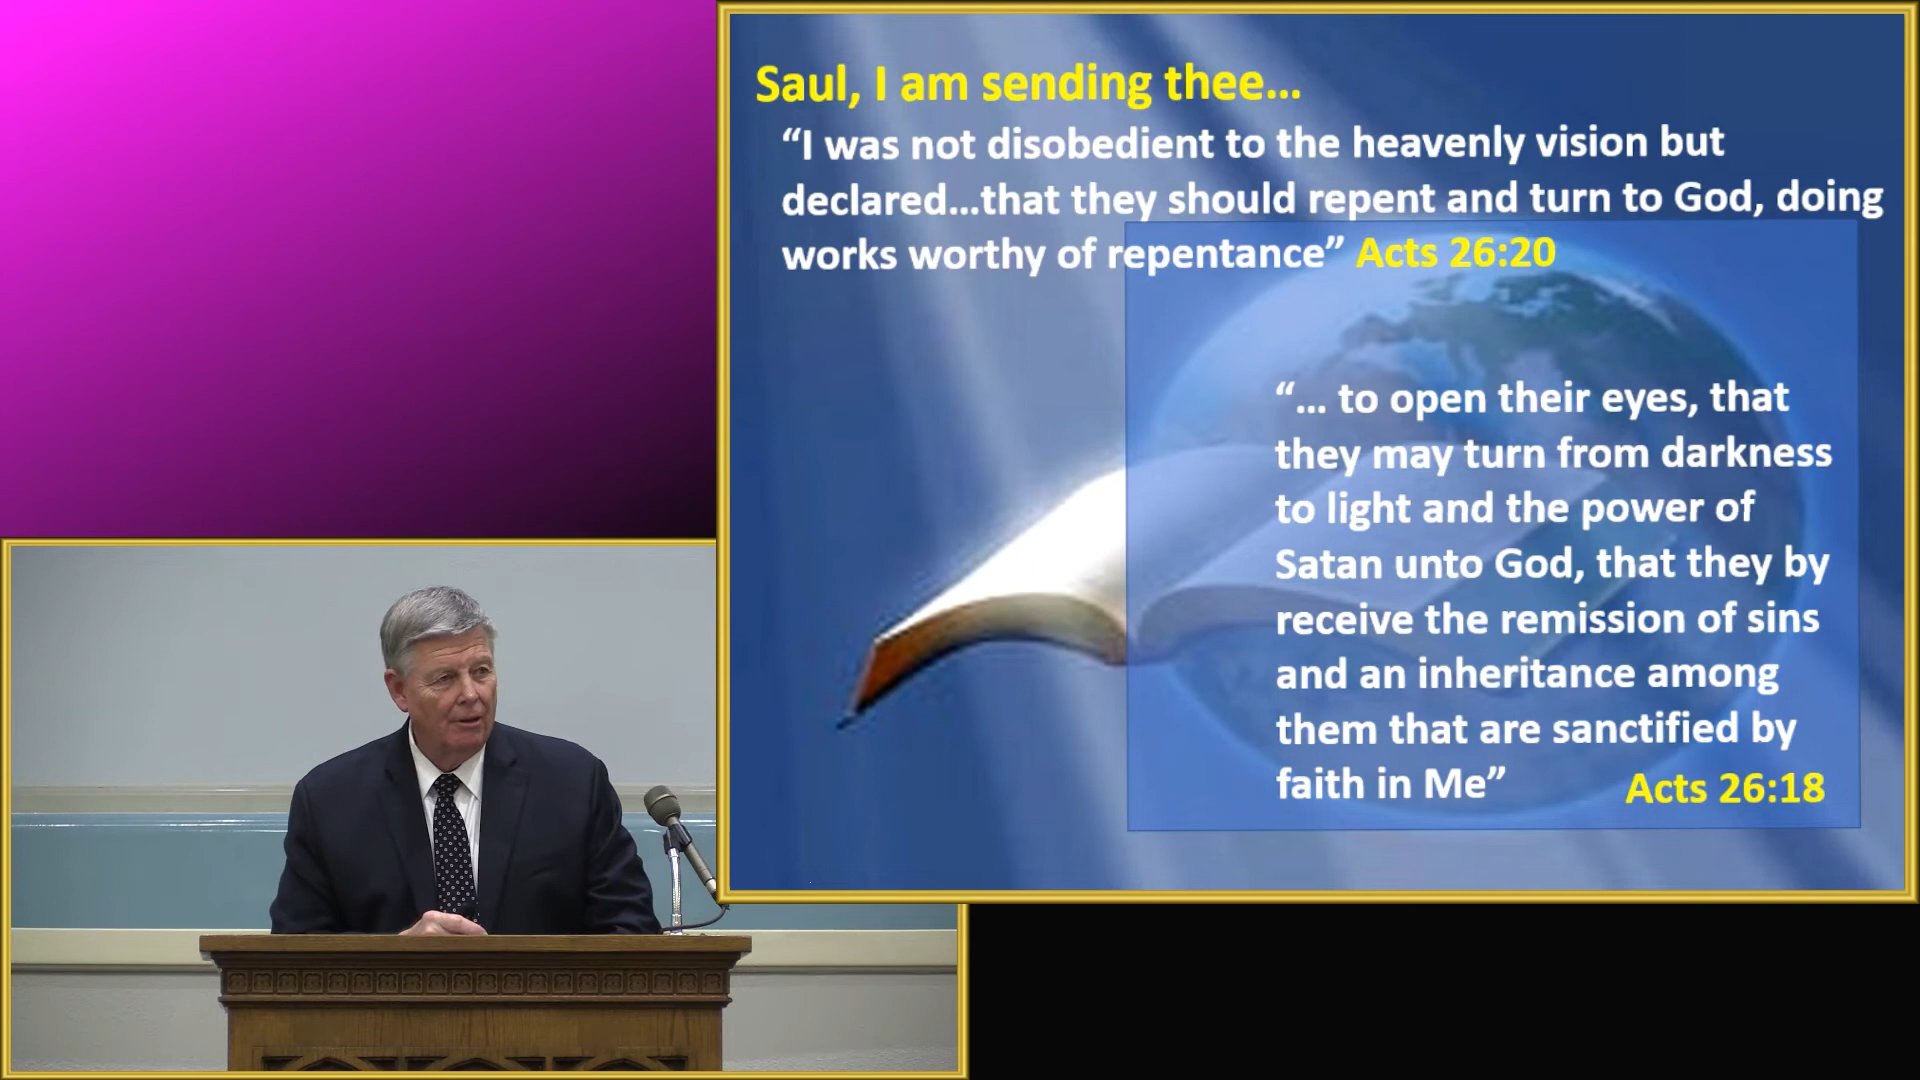 Saul, I am sending thee...
“I was not disobedient to the heavenly vision but
declared...that they should repent and turn to God, doing
works worthy of repentance” Acts 26:20
“... to open their eyes, that
they may turn from darkness
to light and the power of
Satan unto God, that they by
receive the remission of sins
and an inheritance among
them that are sanctified by
faith in Me”
Acts 26:18